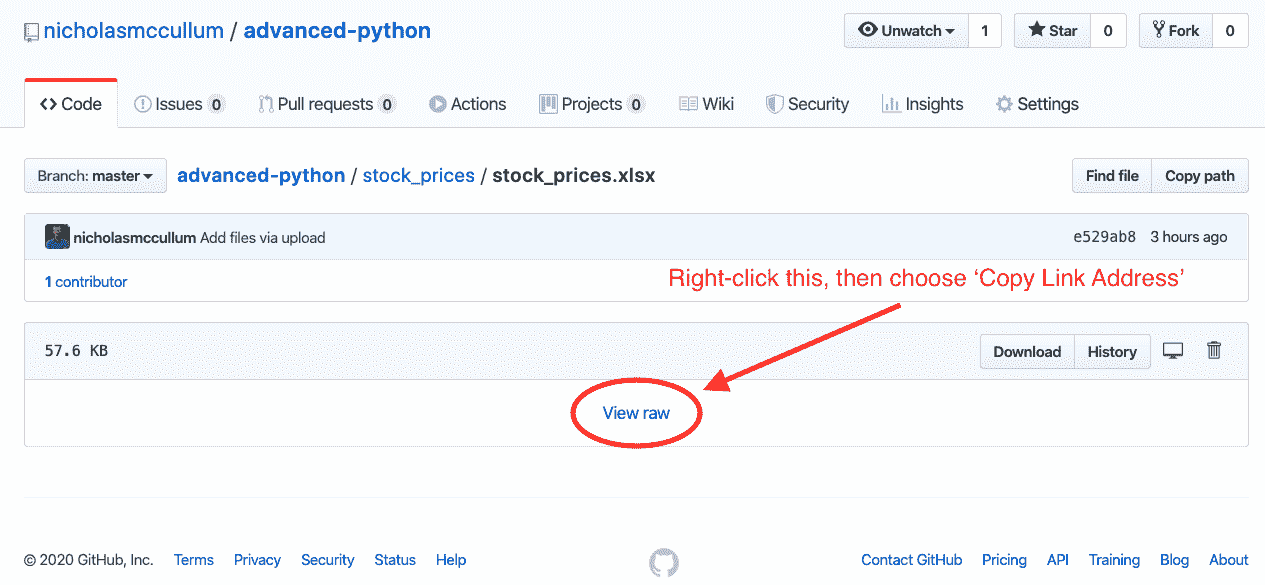 nicholasmccullum / advanced-python
Unwatch 1 Star 0 Fork 0
Code Issues 0 Pull requests 0 Actions Projects 0 Wiki Security Insights Settings
Branch: master advanced-python / stock_prices / stock_prices.xlsx Find file Copy path
nicholasmccullum Add files via upload e529ab8 3 hours ago
1 contributor
Right-click this, then choose ‘Copy Link Address’
57.6 KB Download History
View raw
© 2020 GitHub, Inc. Terms Privacy Security Status Help Contact GitHub Pricing API Training Blog About